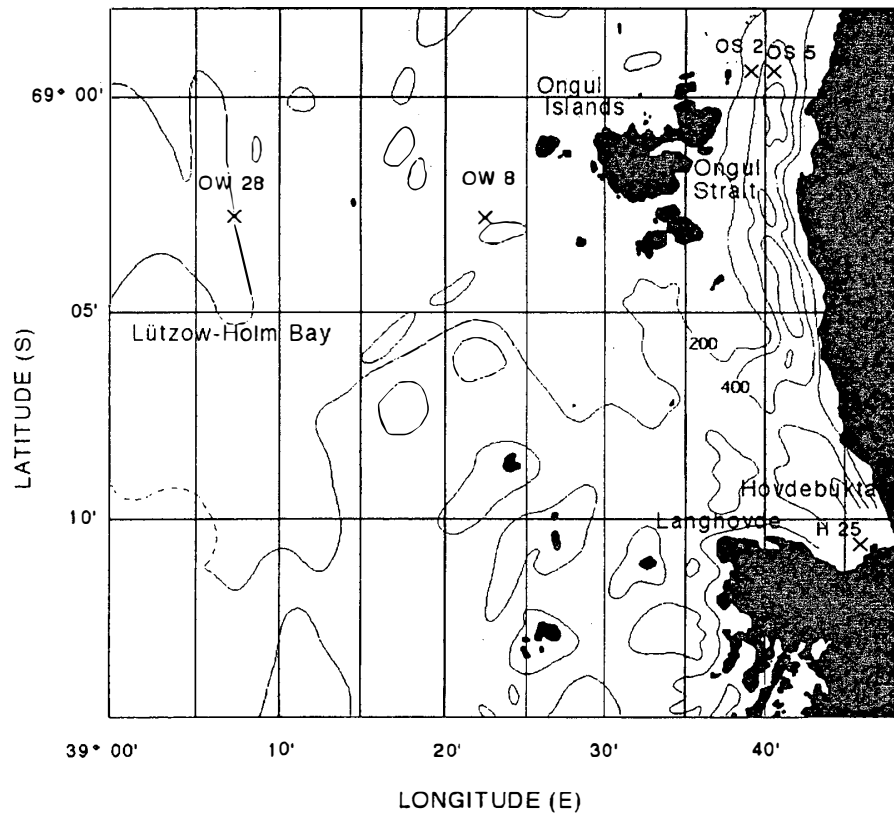 OS 2 OS 5
69° 00'
Ongul
Islands
Ongul
Strait
OW 28
OW 8
05'
Lützow-Holm Bay
200
400
LATITUDE (S)
Hovdebukta
10'
Langhovde
H 25
39° 00' 10' 20' 30' 40'
LONGITUDE (E)